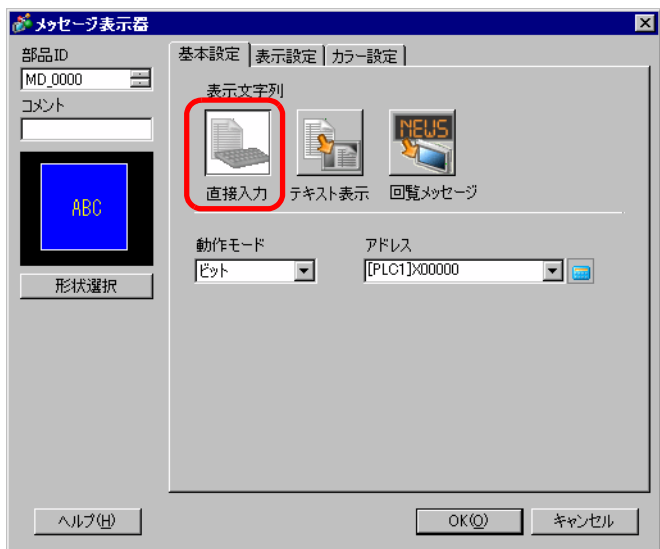 メッセージ表示器
部品ID
MD_0000
コメント
ABC
形状選択
基本設定 表示設定 カラー設定
表示文字列
NEWS
直接入力 テキスト表示 回覧メッセージ
動作モード アドレス
ビット [PLC1]X00000
ヘルプ(H) OK(O) キャンセル